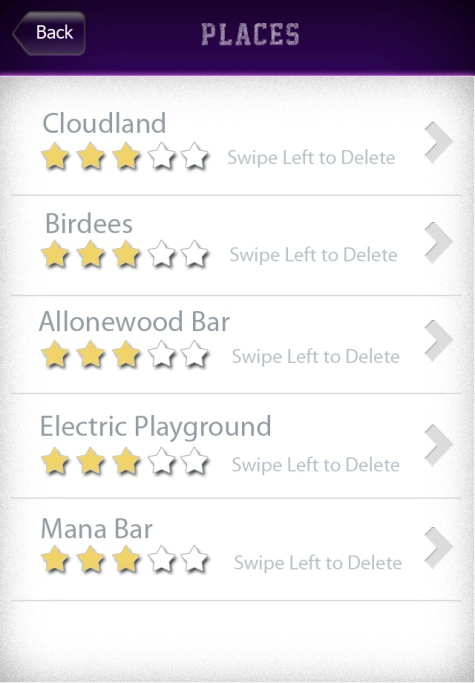 Back
PLACES
Cloudland
Swipe Left to Delete
Birdees
Swipe Left to Delete
Allonewood Bar
Swipe Left to Delete
Electric Playground
Swipe Left to Delete
Mana Bar
Swipe Left to Delete